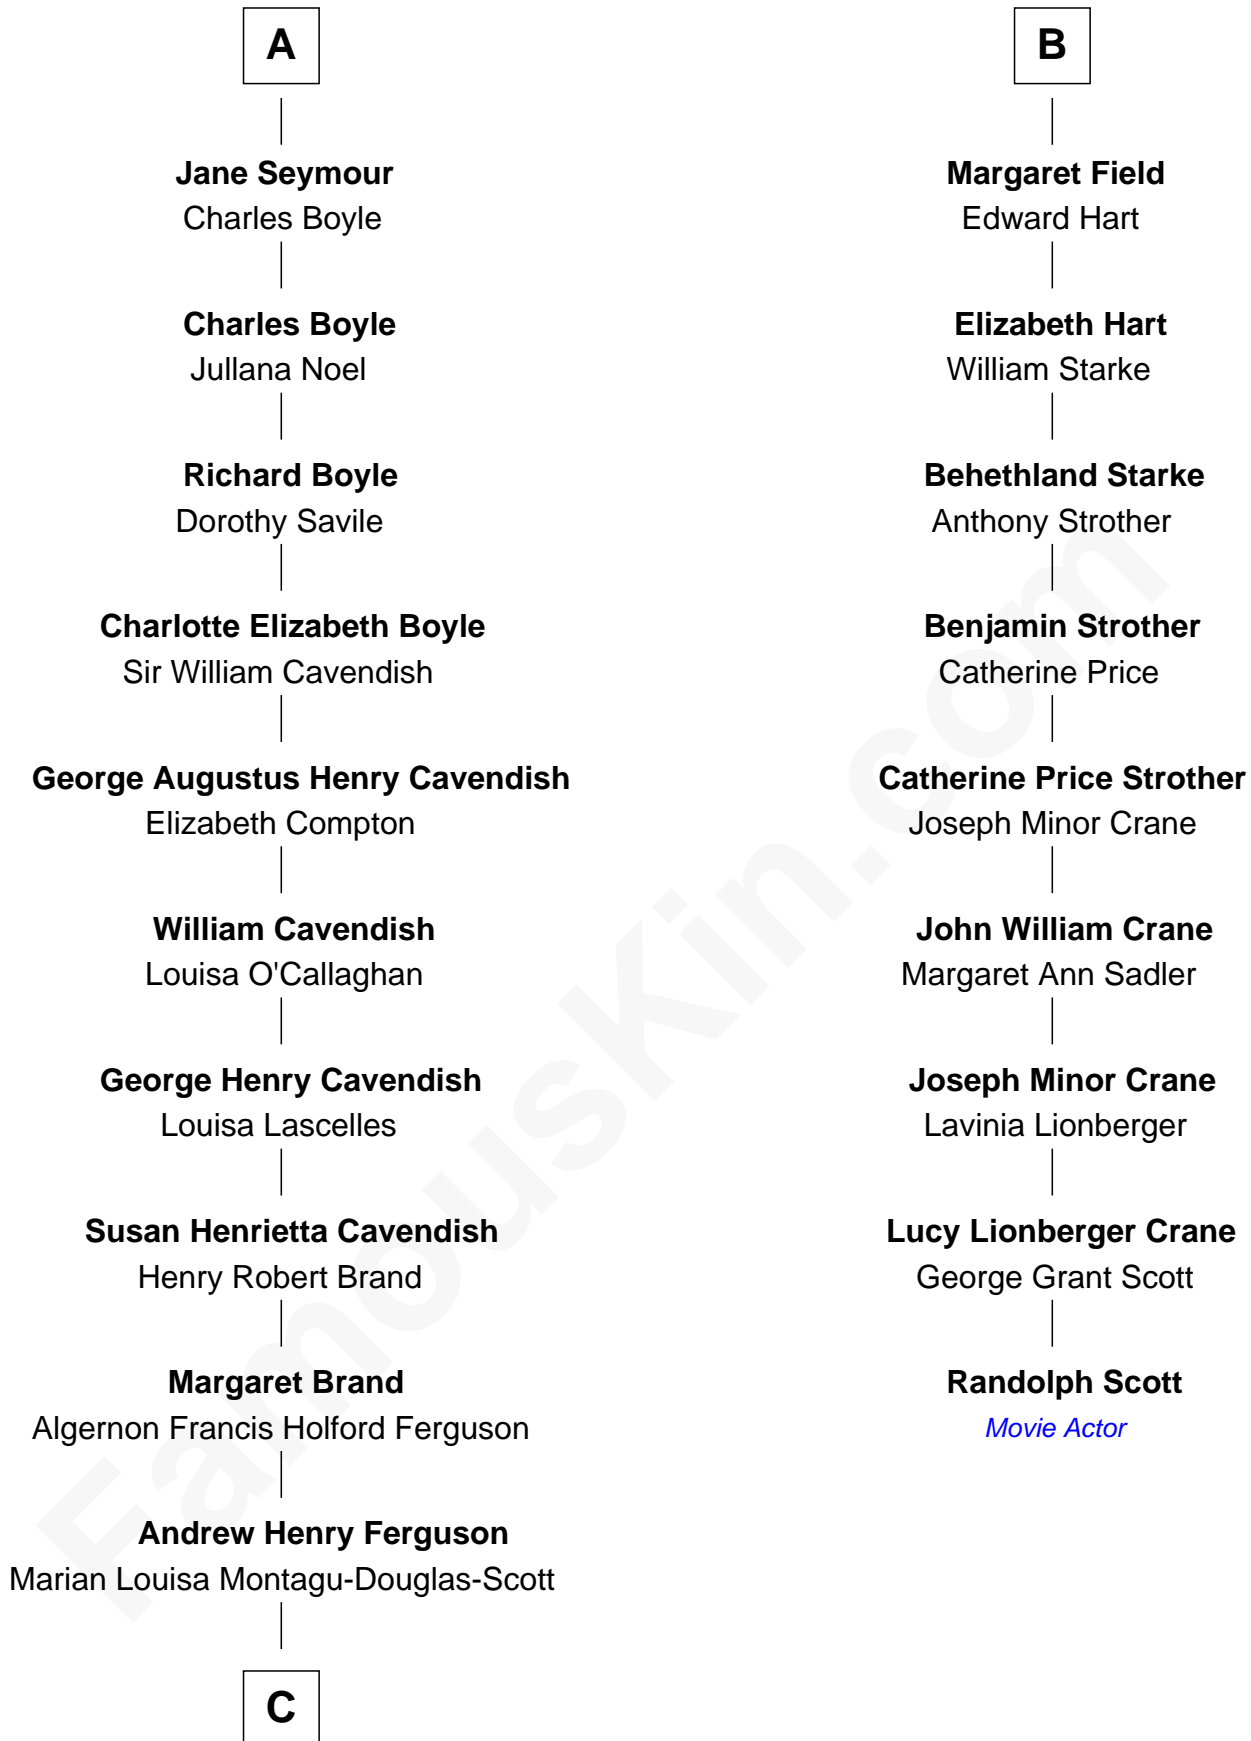 A
Jane Seymour
Charles Boyle
Charles Boyle
Jullana Noel
Richard Boyle
Dorothy Savile
Charlotte Elizabeth Boyle
Sir William Cavendish
George Augustus Henry Cavendish
Elizabeth Compton
William Cavendish
Louisa O'Callaghan
George Henry Cavendish
Louisa Lascelles
Susan Henrietta Cavendish
Henry Robert Brand
Margaret Brand
Algernon Francis Holford Ferguson
Andrew Henry Ferguson
Marian Louisa Montagu-Douglas-Scott
C
B
Margaret Field
Edward Hart
Elizabeth Hart
William Starke
Behethland Starke
Anthony Strother
Benjamin Strother
Catherine Price
Catherine Price Strother
Joseph Minor Crane
John William Crane
Margaret Ann Sadler
Joseph Minor Crane
Lavinia Lionberger
Lucy Lionberger Crane
George Grant Scott
Randolph Scott
Movie Actor
FamousKin.com